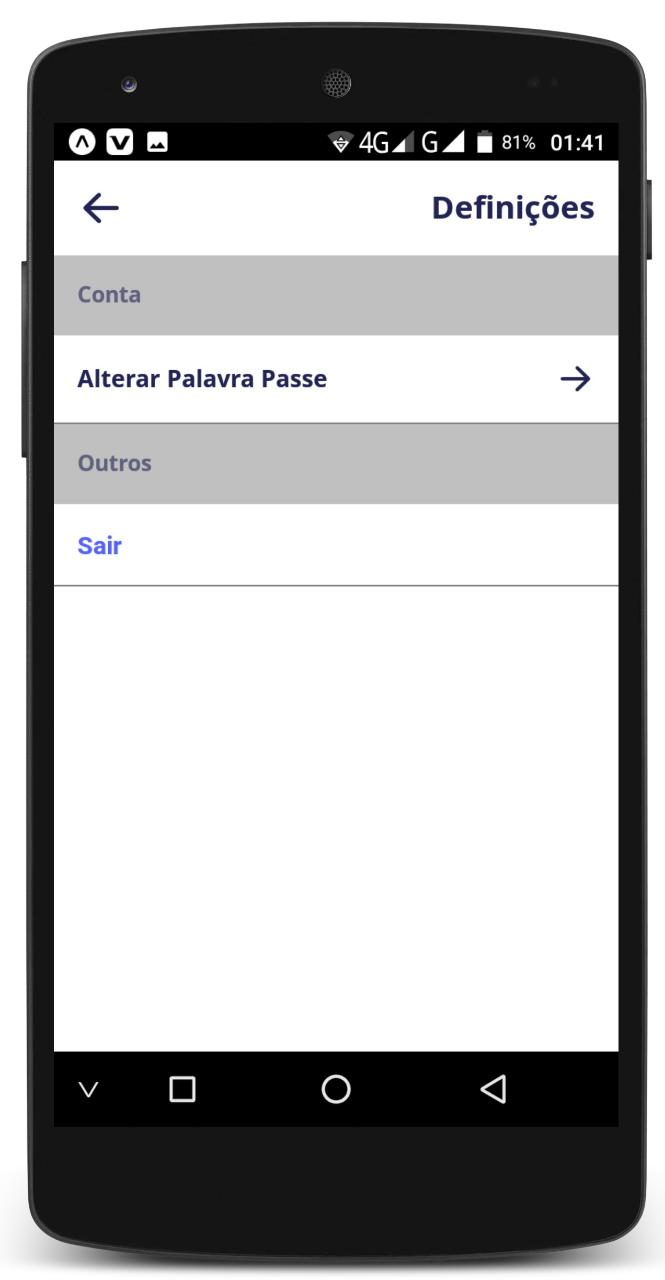 4G G 81% 01:41
Definições
Conta
Alterar Palavra Passe
Outros
Sair